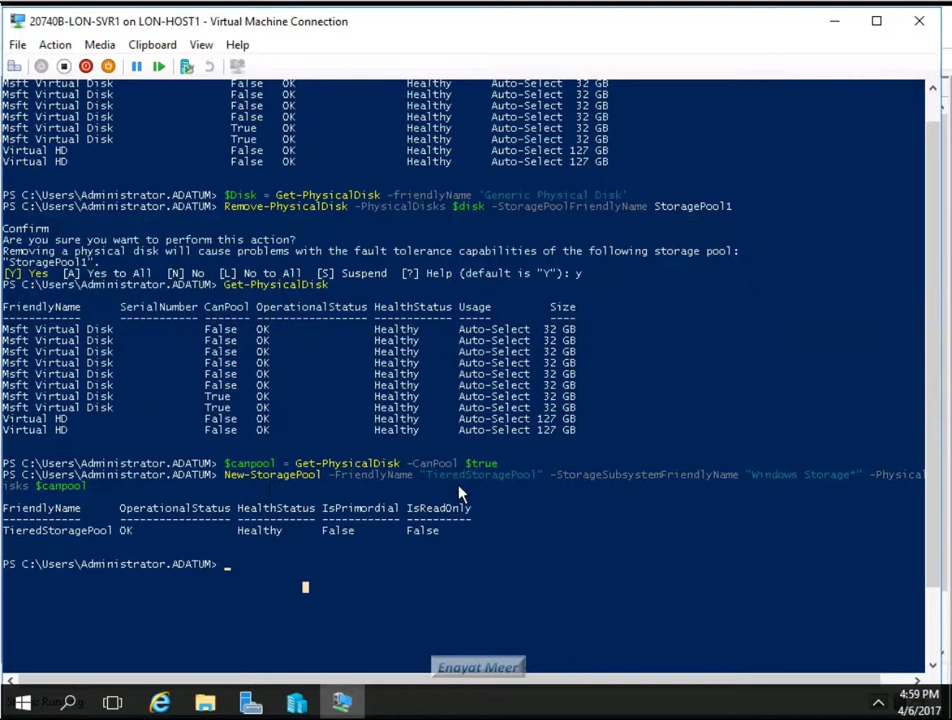 20740B-LON-SVR1 on LON-HOST1 - Virtual Machine Connection
File Action Media Clipboard View Help
Msft Virtual Disk False OK Healthy Auto-Select 32 GB
Msft Virtual Disk False OK Healthy Auto-Select 32 GB
Msft Virtual Disk False OK Healthy Auto-Select 32 GB
Msft Virtual Disk False OK Healthy Auto-Select 32 GB
Msft Virtual Disk True OK Healthy Auto-Select 32 GB
Msft Virtual Disk True OK Healthy Auto-Select 32 GB
Virtual HD False OK Healthy Auto-Select 127 GB
Virtual HD False OK Healthy Auto-Select 127 GB
PS C:\Users\Administrator.ADATUM> $Disk = Get-PhysicalDisk -friendlyName 'Generic Physical Disk'
PS C:\Users\Administrator.ADATUM> Remove-PhysicalDisk -PhysicalDisks $disk -StoragePoolFriendlyName StoragePool1
Confirm
Are you sure you want to perform this action?
Removing a physical disk will cause problems with the fault tolerance capabilities of the following storage pool:
"StoragePool1".
[Y] Yes [A] Yes to All [N] No [L] No to All [S] Suspend [?] Help (default is "Y"): y
PS C:\Users\Administrator.ADATUM> Get-PhysicalDisk
FriendlyName SerialNumber CanPool OperationalStatus HealthStatus Usage Size
------------ ------------ ------- ----------------- ------------ ----- ----
Msft Virtual Disk False OK Healthy Auto-Select 32 GB
Msft Virtual Disk False OK Healthy Auto-Select 32 GB
Msft Virtual Disk False OK Healthy Auto-Select 32 GB
Msft Virtual Disk False OK Healthy Auto-Select 32 GB
Msft Virtual Disk False OK Healthy Auto-Select 32 GB
Msft Virtual Disk False OK Healthy Auto-Select 32 GB
Msft Virtual Disk True OK Healthy Auto-Select 32 GB
Msft Virtual Disk True OK Healthy Auto-Select 32 GB
Virtual HD False OK Healthy Auto-Select 127 GB
Virtual HD False OK Healthy Auto-Select 127 GB
PS C:\Users\Administrator.ADATUM> $canpool = Get-PhysicalDisk -CanPool $true
PS C:\Users\Administrator.ADATUM> New-StoragePool -FriendlyName "TieredStoragePool" -StorageSubsystemFriendlyName "Windows Storage*" -Physical
isks $canpool
FriendlyName OperationalStatus HealthStatus IsPrimordial IsReadOnly
------------ ----------------- ------------ ------------ ----------
TieredStoragePool OK Healthy False False
PS C:\Users\Administrator.ADATUM> _
Enayat Meer
4:59 PM
4/6/2017